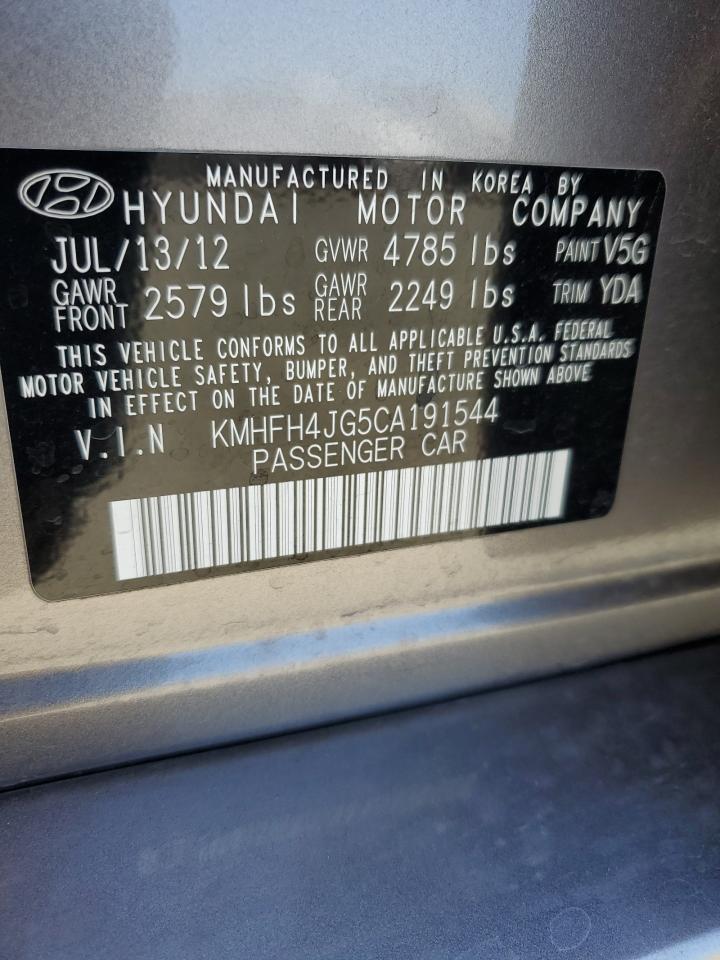 MANUFACTURED IN KOREA BY
HYUNDAI MOTOR COMPANY
JUL/13/12 GVWR 4785 lbs PAINT V5G
GAWR FRONT 2579 lbs GAWR REAR 2249 lbs TRIM YDA
THIS VEHICLE CONFORMS TO ALL APPLICABLE U.S.A. FEDERAL
MOTOR VEHICLE SAFETY, BUMPER, AND THEFT PREVENTION STANDARDS
IN EFFECT ON THE DATE OF MANUFACTURE SHOWN ABOVE.
V.I.N KMHFH4JG5CA191544
PASSENGER CAR